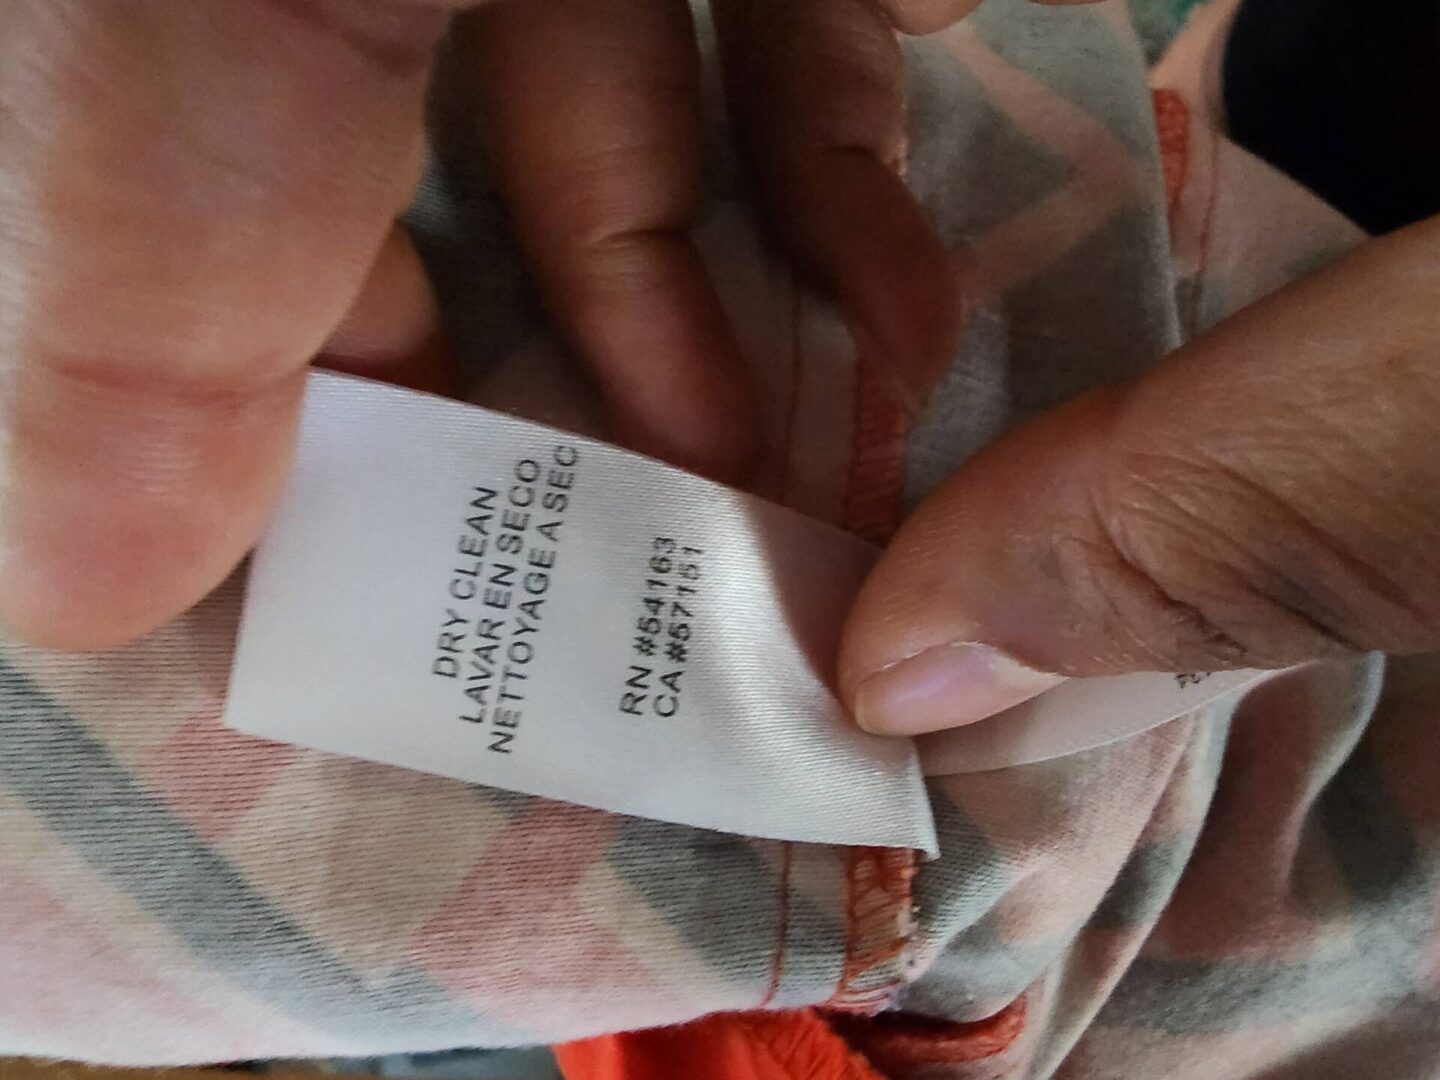 DRY CLEAN
LAVAR EN SECO
NETTOYAGE A SEC
RN #54163
CA #57151